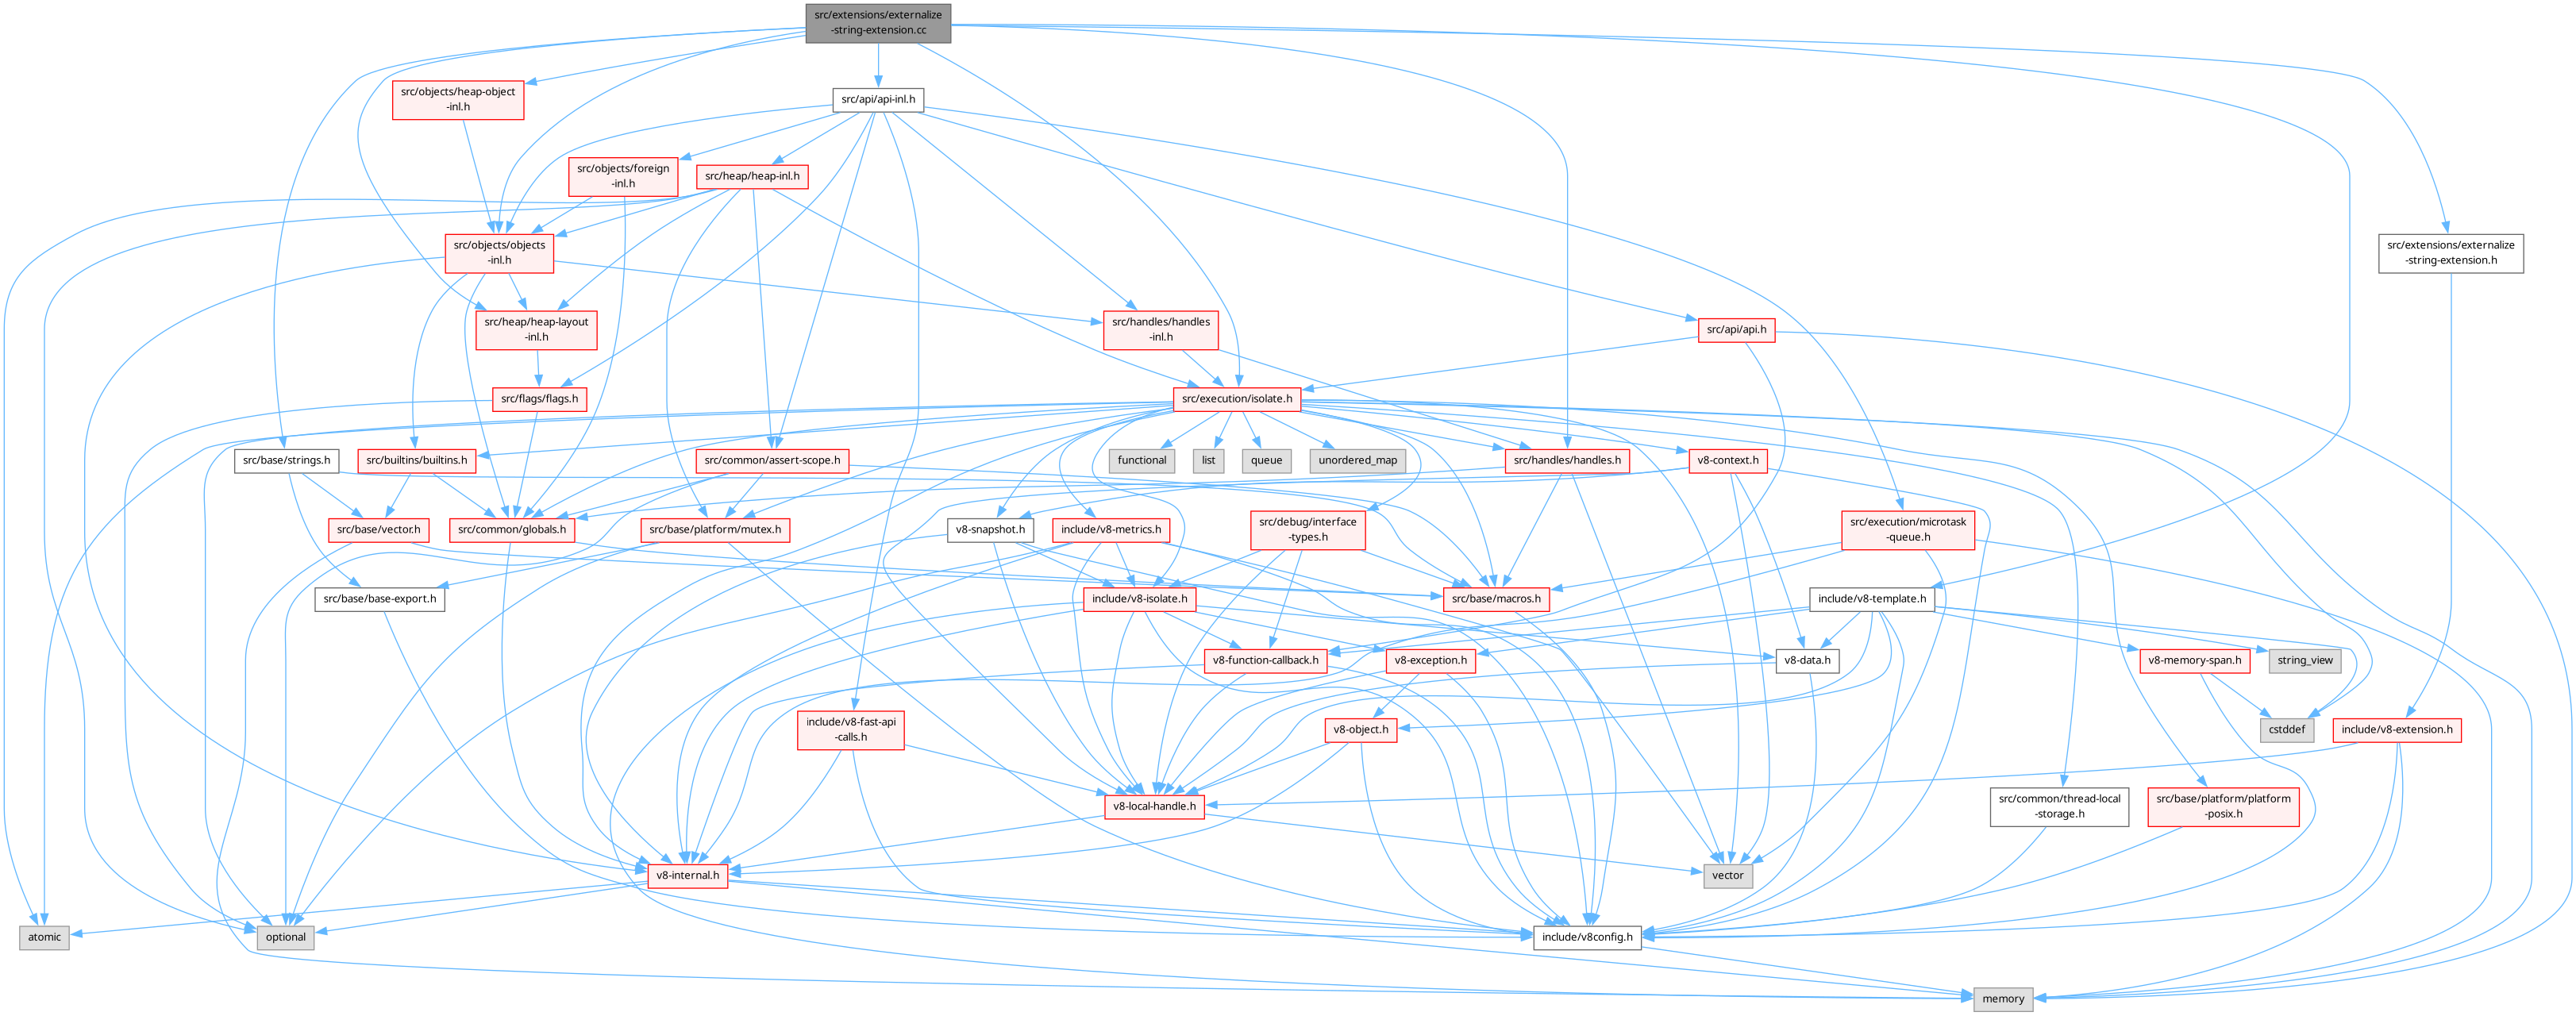 src/extensions/externalize
-string-extension.cc
src/objects/heap-object
-inl.h
src/api/api-inl.h
src/objects/foreign
-inl.h
src/heap/heap-inl.h
src/objects/objects
-inl.h
src/extensions/externalize
-string-extension.h
src/heap/heap-layout
-inl.h
src/handles/handles
-inl.h
src/api/api.h
src/flags/flags.h
src/execution/isolate.h
src/base/strings.h
src/builtins/builtins.h
src/common/assert-scope.h
functional
list
queue
unordered_map
src/handles/handles.h
v8-context.h
src/base/vector.h
src/common/globals.h
src/base/platform/mutex.h
v8-snapshot.h
include/v8-metrics.h
src/debug/interface
-types.h
src/execution/microtask
-queue.h
src/base/base-export.h
include/v8-isolate.h
src/base/macros.h
include/v8-template.h
v8-function-callback.h
v8-exception.h
v8-data.h
v8-memory-span.h
string_view
include/v8-fast-api
-calls.h
v8-object.h
cstddef
include/v8-extension.h
v8-local-handle.h
src/common/thread-local
-storage.h
src/base/platform/platform
-posix.h
v8-internal.h
vector
atomic
optional
include/v8config.h
memory